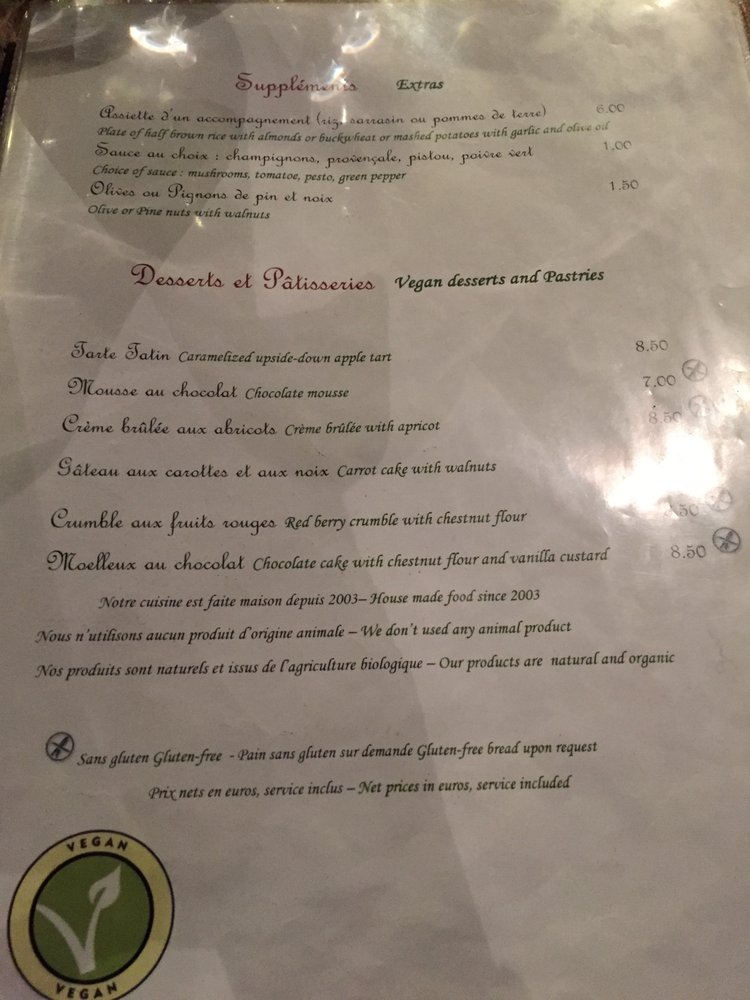 Suppléments Extras
Assiette d'un accompagnement (riz, sarrasin ou pommes de terre) 6.00
Plate of half brown rice with almonds or buckwheat or mashed potatoes with garlic and olive oil
Sauce au choix : champignons, provençale, pistou, poivre vert 1.00
Choice of sauce : mushrooms, tomatoe, pesto, green pepper
Olives ou Pignons de pin et noix 1.50
Olive or Pine nuts with walnuts
Desserts et Pâtisseries Vegan desserts and Pastries
Tarte Tatin Caramelized upside-down apple tart 8.50
Mousse au chocolat Chocolate mousse 7.00
Crème brûlée aux abricots Crème brûlée with apricot 8.50
Gâteau aux carottes et aux noix Carrot cake with walnuts
Crumble aux fruits rouges Red berry crumble with chestnut flour
Moelleux au chocolat Chocolate cake with chestnut flour and vanilla custard 8.50
Notre cuisine est faite maison depuis 2003– House made food since 2003
Nous n'utilisons aucun produit d'origine animale – We don't used any animal product
Nos produits sont naturels et issus de l'agriculture biologique – Our products are natural and organic
Sans gluten Gluten-free - Pain sans gluten sur demande Gluten-free bread upon request
Prix nets en euros, service inclus – Net prices in euros, service included
VEGAN
VEGAN